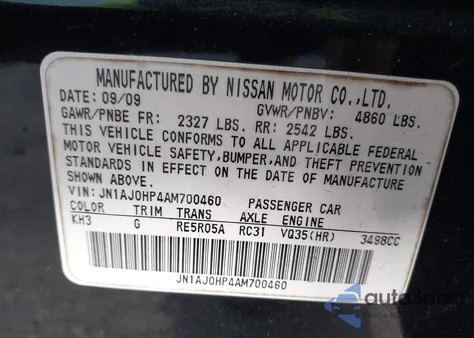 MANUFACTURED BY NISSAN MOTOR CO.,LTD.
DATE: 09/09 GVWR/PNBV: 4860 LBS.
GAWR/PNBE FR: 2327 LBS. RR: 2542 LBS.
THIS VEHICLE CONFORMS TO ALL APPLICABLE FEDERAL
MOTOR VEHICLE SAFETY, BUMPER, AND THEFT PREVENTION
STANDARDS IN EFFECT ON THE DATE OF MANUFACTURE
SHOWN ABOVE.
VIN: JN1AJ0HP4AM700460 PASSENGER CAR
COLOR TRIM TRANS AXLE ENGINE
KH3 G RE5R05A RC31 VQ35(HR) 3498CC
JN1AJ0HP4AM700460